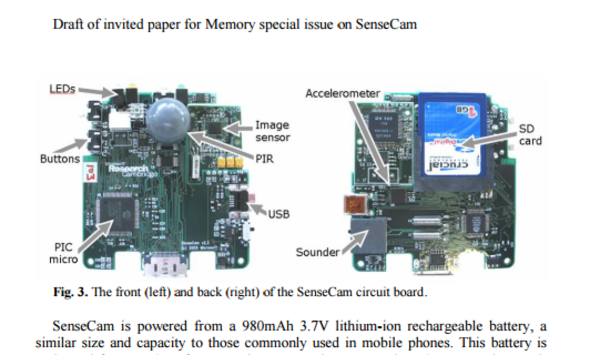 Draft of invited paper for Memory special issue on SenseCam
LEDs
Accelerometer
Image
sensor
SD
card
Buttons
PIR
Research
Cambridge
USB
PIC
micro
Sounder
crucial
Fig. 3. The front (left) and back (right) of the SenseCam circuit board.
SenseCam is powered from a 980mAh 3.7V lithium-ion rechargeable battery, a
similar size and capacity to those commonly used in mobile phones. This battery is